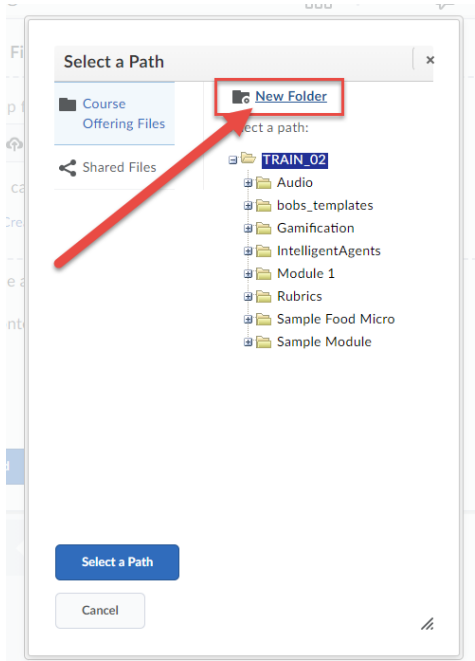 Fi
Select a Path
×
Course
Offering Files
Shared Files
New Folder
ect a path:
TRAIN_02
Audio
bobs_templates
Gamification
IntelligentAgents
Module 1
Rubrics
Sample Food Micro
Sample Module
Select a Path
Cancel